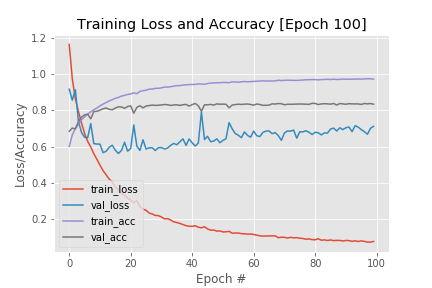 Training Loss and Accuracy [Epoch 100]
1.2
1.0
0.8
0.6
0.4
0.2
Loss/Accuracy
train_loss
val_loss
train_acc
val_acc
0 20 40 60 80 100
Epoch #